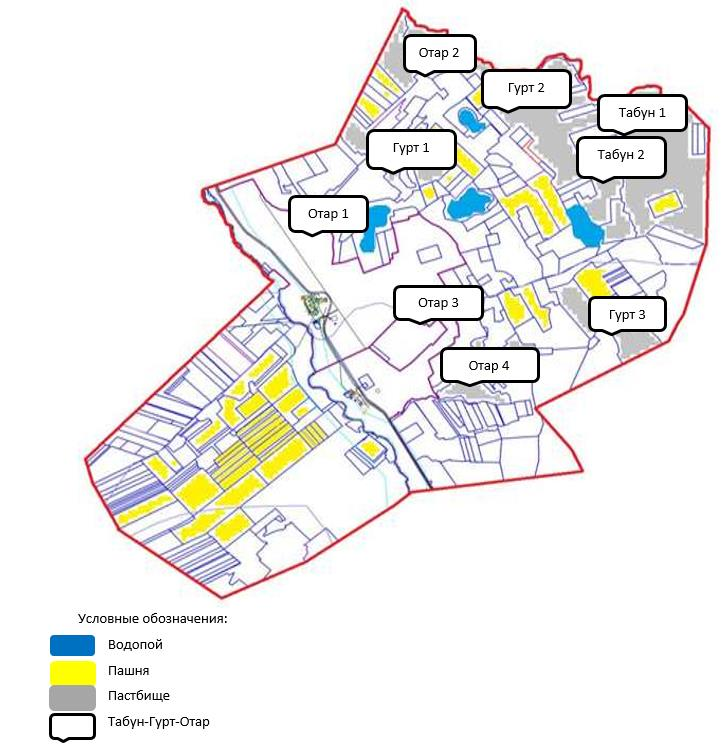 Отар 2
Гурт 2
Табун 1
Гурт 1
Табун 2
Отар 1
Отар 3
Гурт 3
Отар 4
Условные обозначения:
Водопой
Пашня
Пастбище
Табун-Гурт-Отар